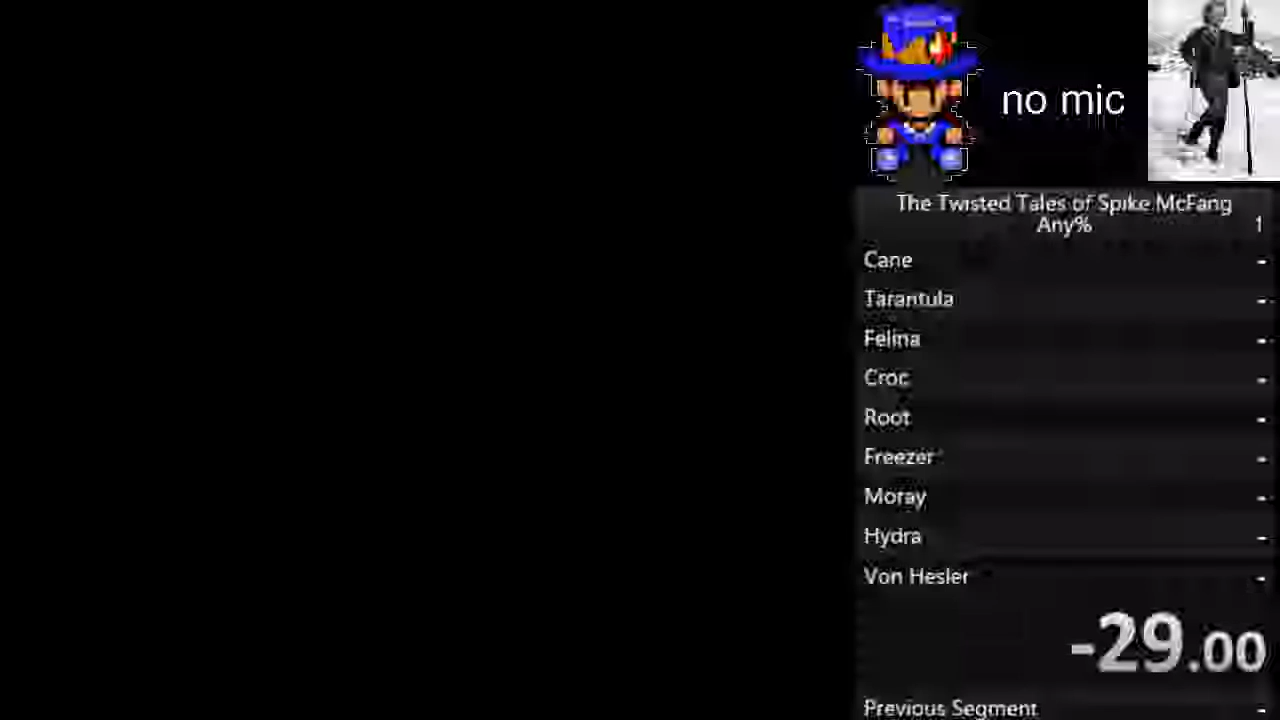 no mic
The Twisted Tales of Spike McFang
Any%
1
Cane -
Tarantula -
Felina -
Croc -
Root -
Freezer -
Moray -
Hydra -
Von Hesler -
-29.00
Previous Segment -